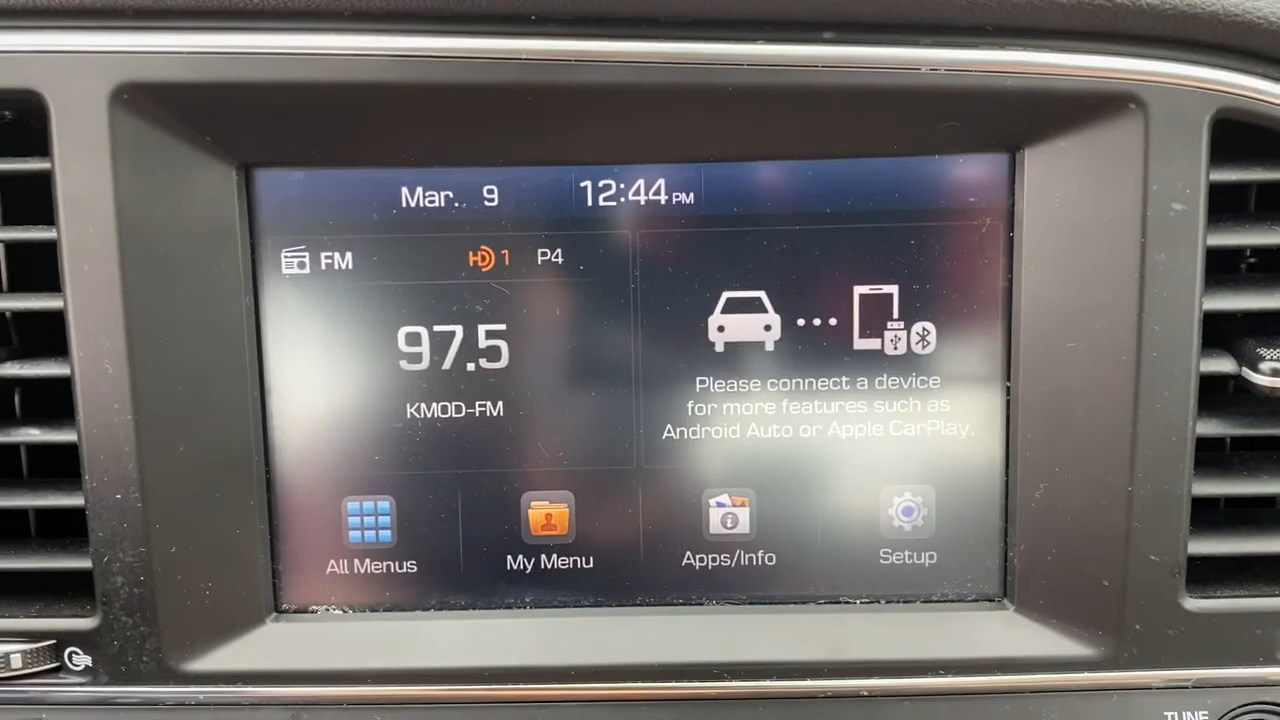 Mar. 9 12:44 PM
FM HD 1 P4
97.5
KMOD-FM
Please connect a device
for more features such as
Android Auto or Apple CarPlay.
All Menus My Menu Apps/Info Setup
TUNE